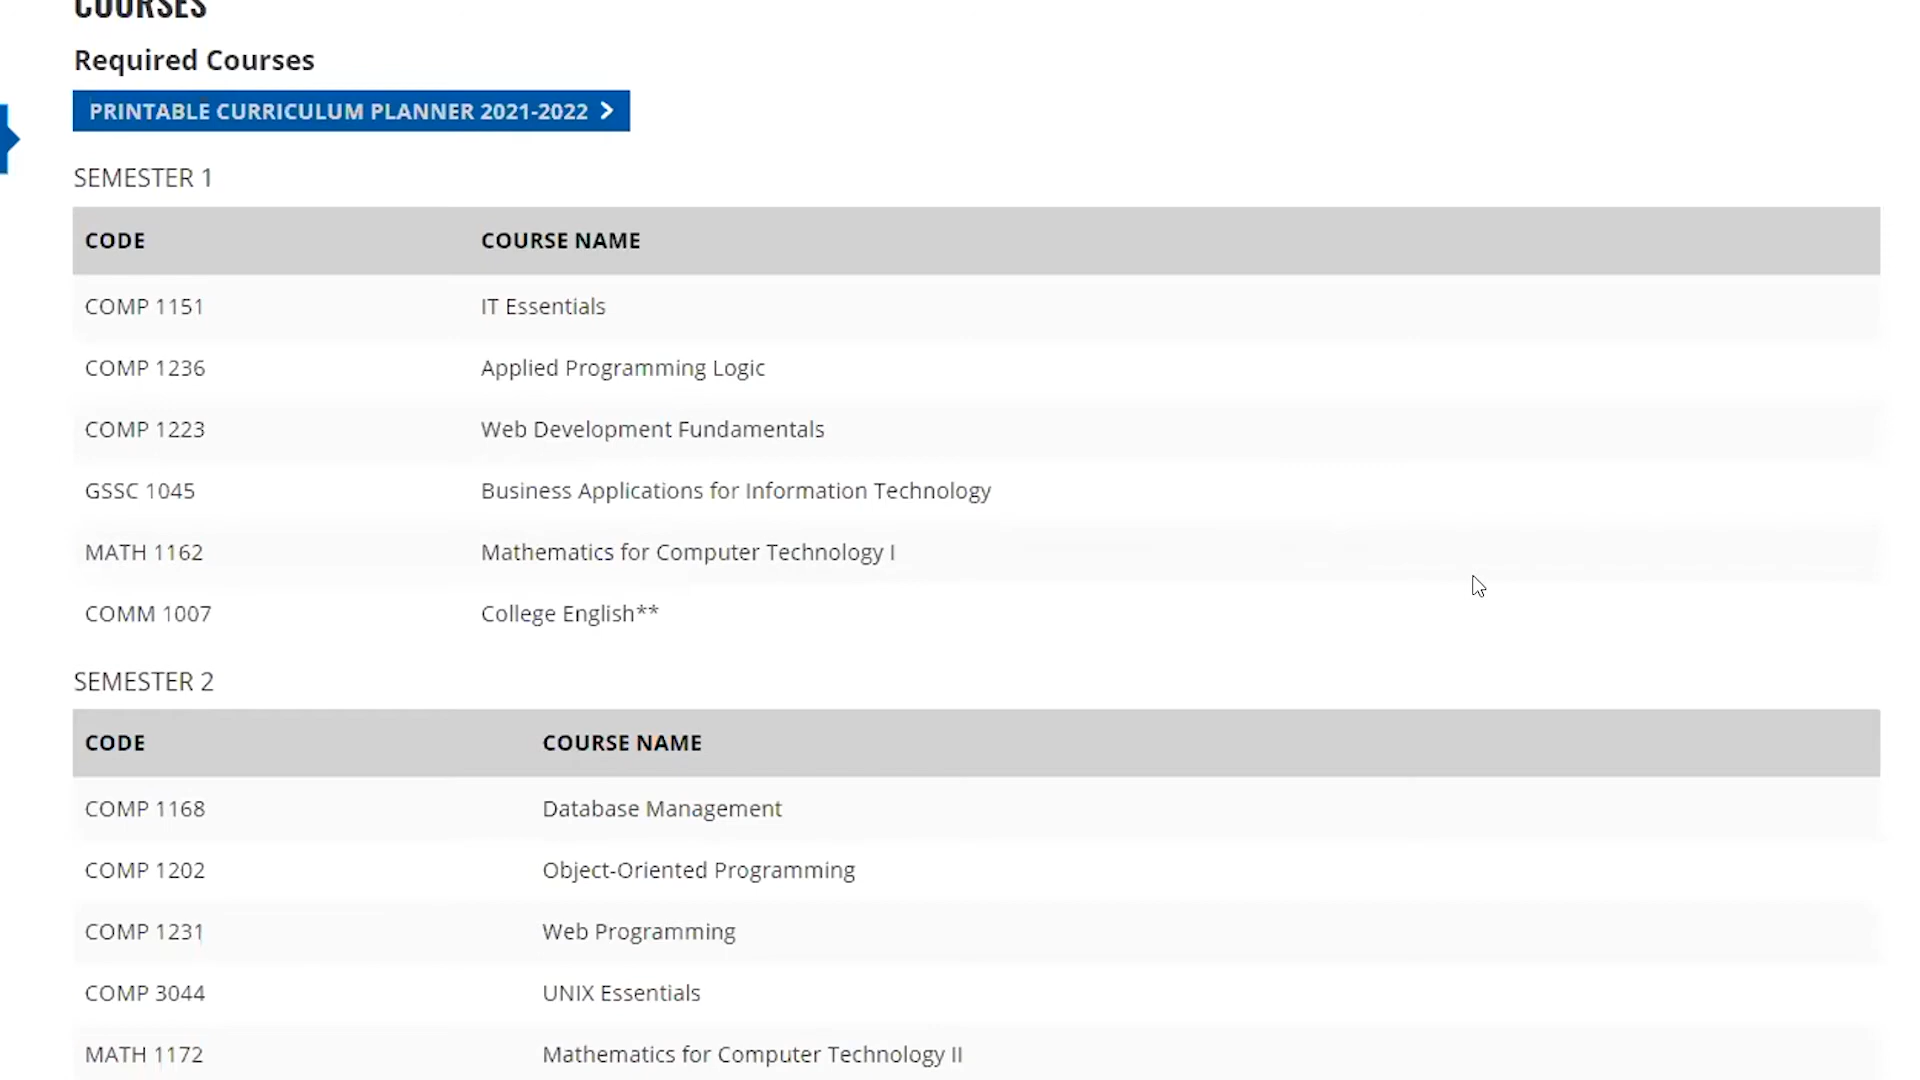 COURSES
Required Courses
PRINTABLE CURRICULUM PLANNER 2021-2022
SEMESTER 1
CODE COURSE NAME
COMP 1151 IT Essentials
COMP 1236 Applied Programming Logic
COMP 1223 Web Development Fundamentals
GSSC 1045 Business Applications for Information Technology
MATH 1162 Mathematics for Computer Technology I
COMM 1007 College English**
SEMESTER 2
CODE COURSE NAME
COMP 1168 Database Management
COMP 1202 Object-Oriented Programming
COMP 1231 Web Programming
COMP 3044 UNIX Essentials
MATH 1172 Mathematics for Computer Technology II